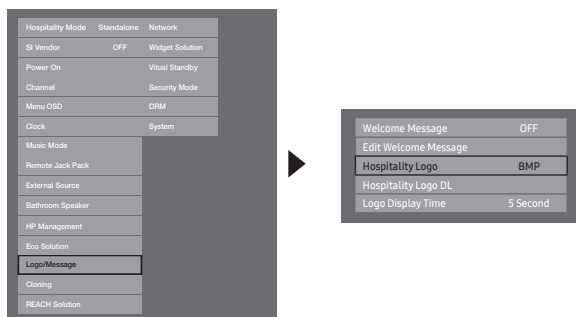 Hospitality Mode Standalone Network
SI Vendor OFF Widget Solution
Power On Vitual Standby
Channel Security Mode
Menu OSD DRM
Clock System
Music Mode
Remote Jack Pack
External Source
Bathroom Speaker
HP Management
Eco Solution
Logo/Message
Cloning
REACH Solution
Welcome Message OFF
Edit Welcome Message
Hospitality Logo BMP
Hospitality Logo DL
Logo Display Time 5 Second